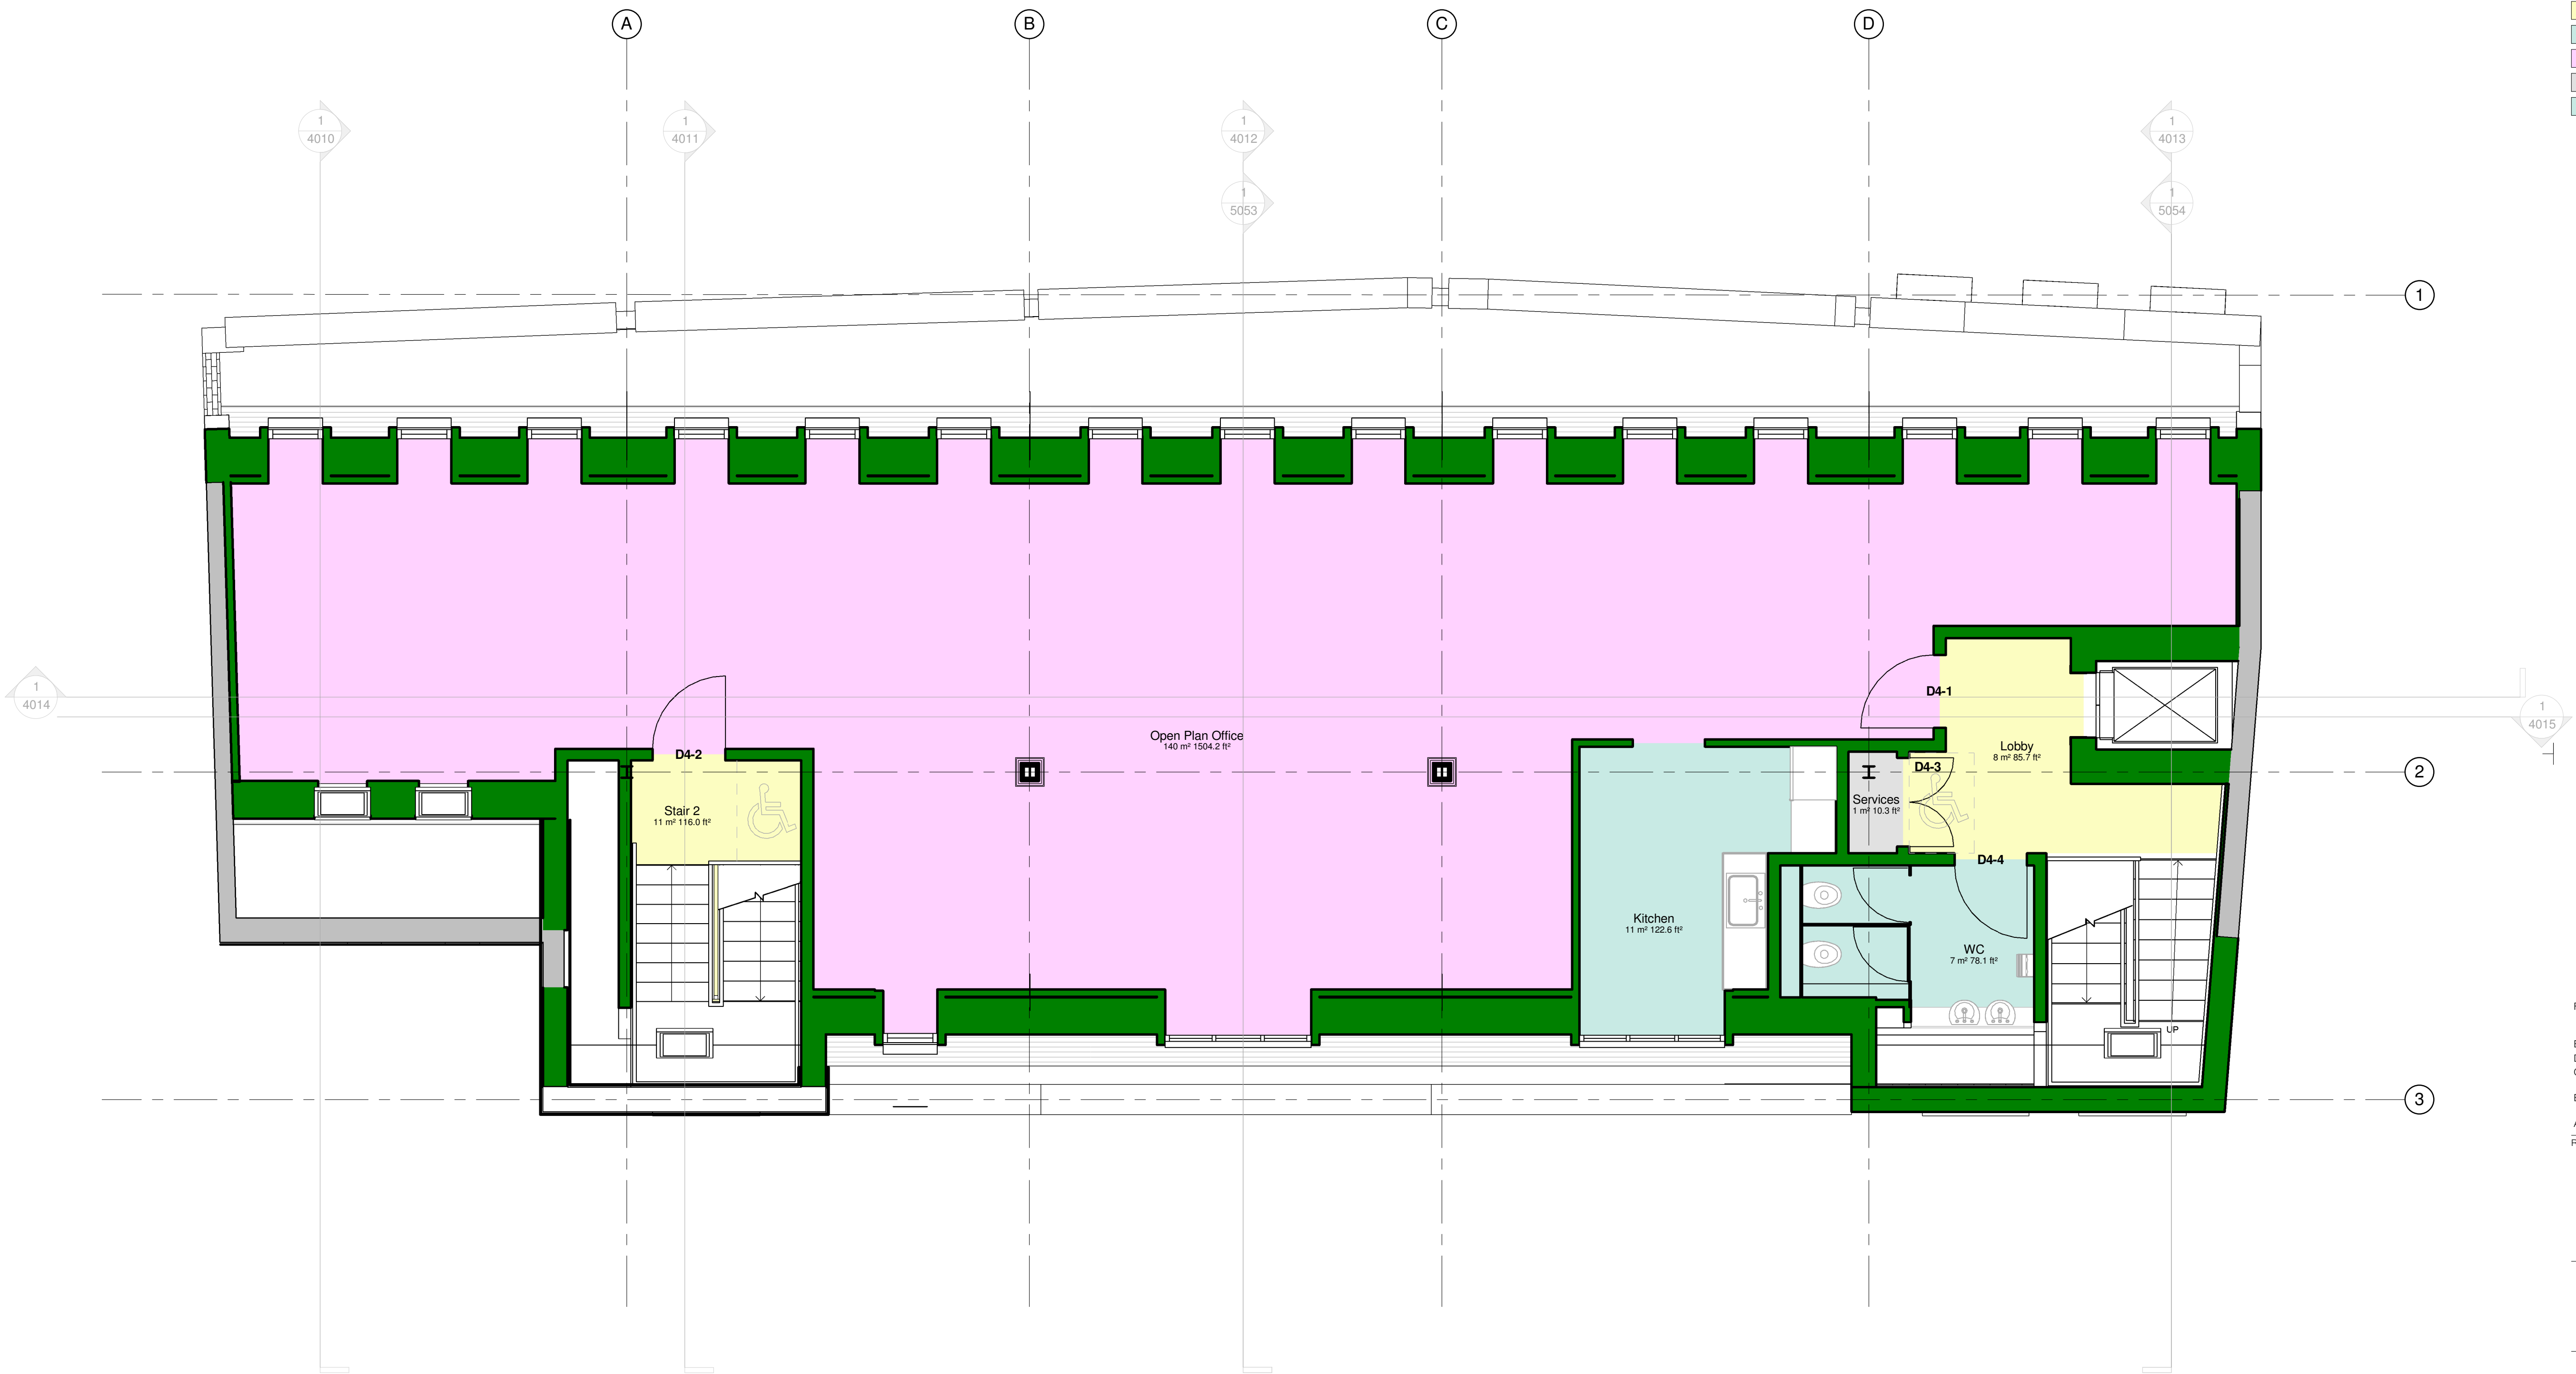 A
B
C
D
1
4010
1
4011
1
4012
1
4013
1
5053
1
5054
1
D4-1
1
4014
1
4015
Open Plan Office
140 m² 1504.2 ft²
D4-2
Lobby
8 m² 85.7 ft²
D4-3
2
Services
1 m² 10.3 ft²
Stair 2
11 m² 116.0 ft²
D4-4
Kitchen
11 m² 122.6 ft²
WC
7 m² 78.1 ft²
UP
3